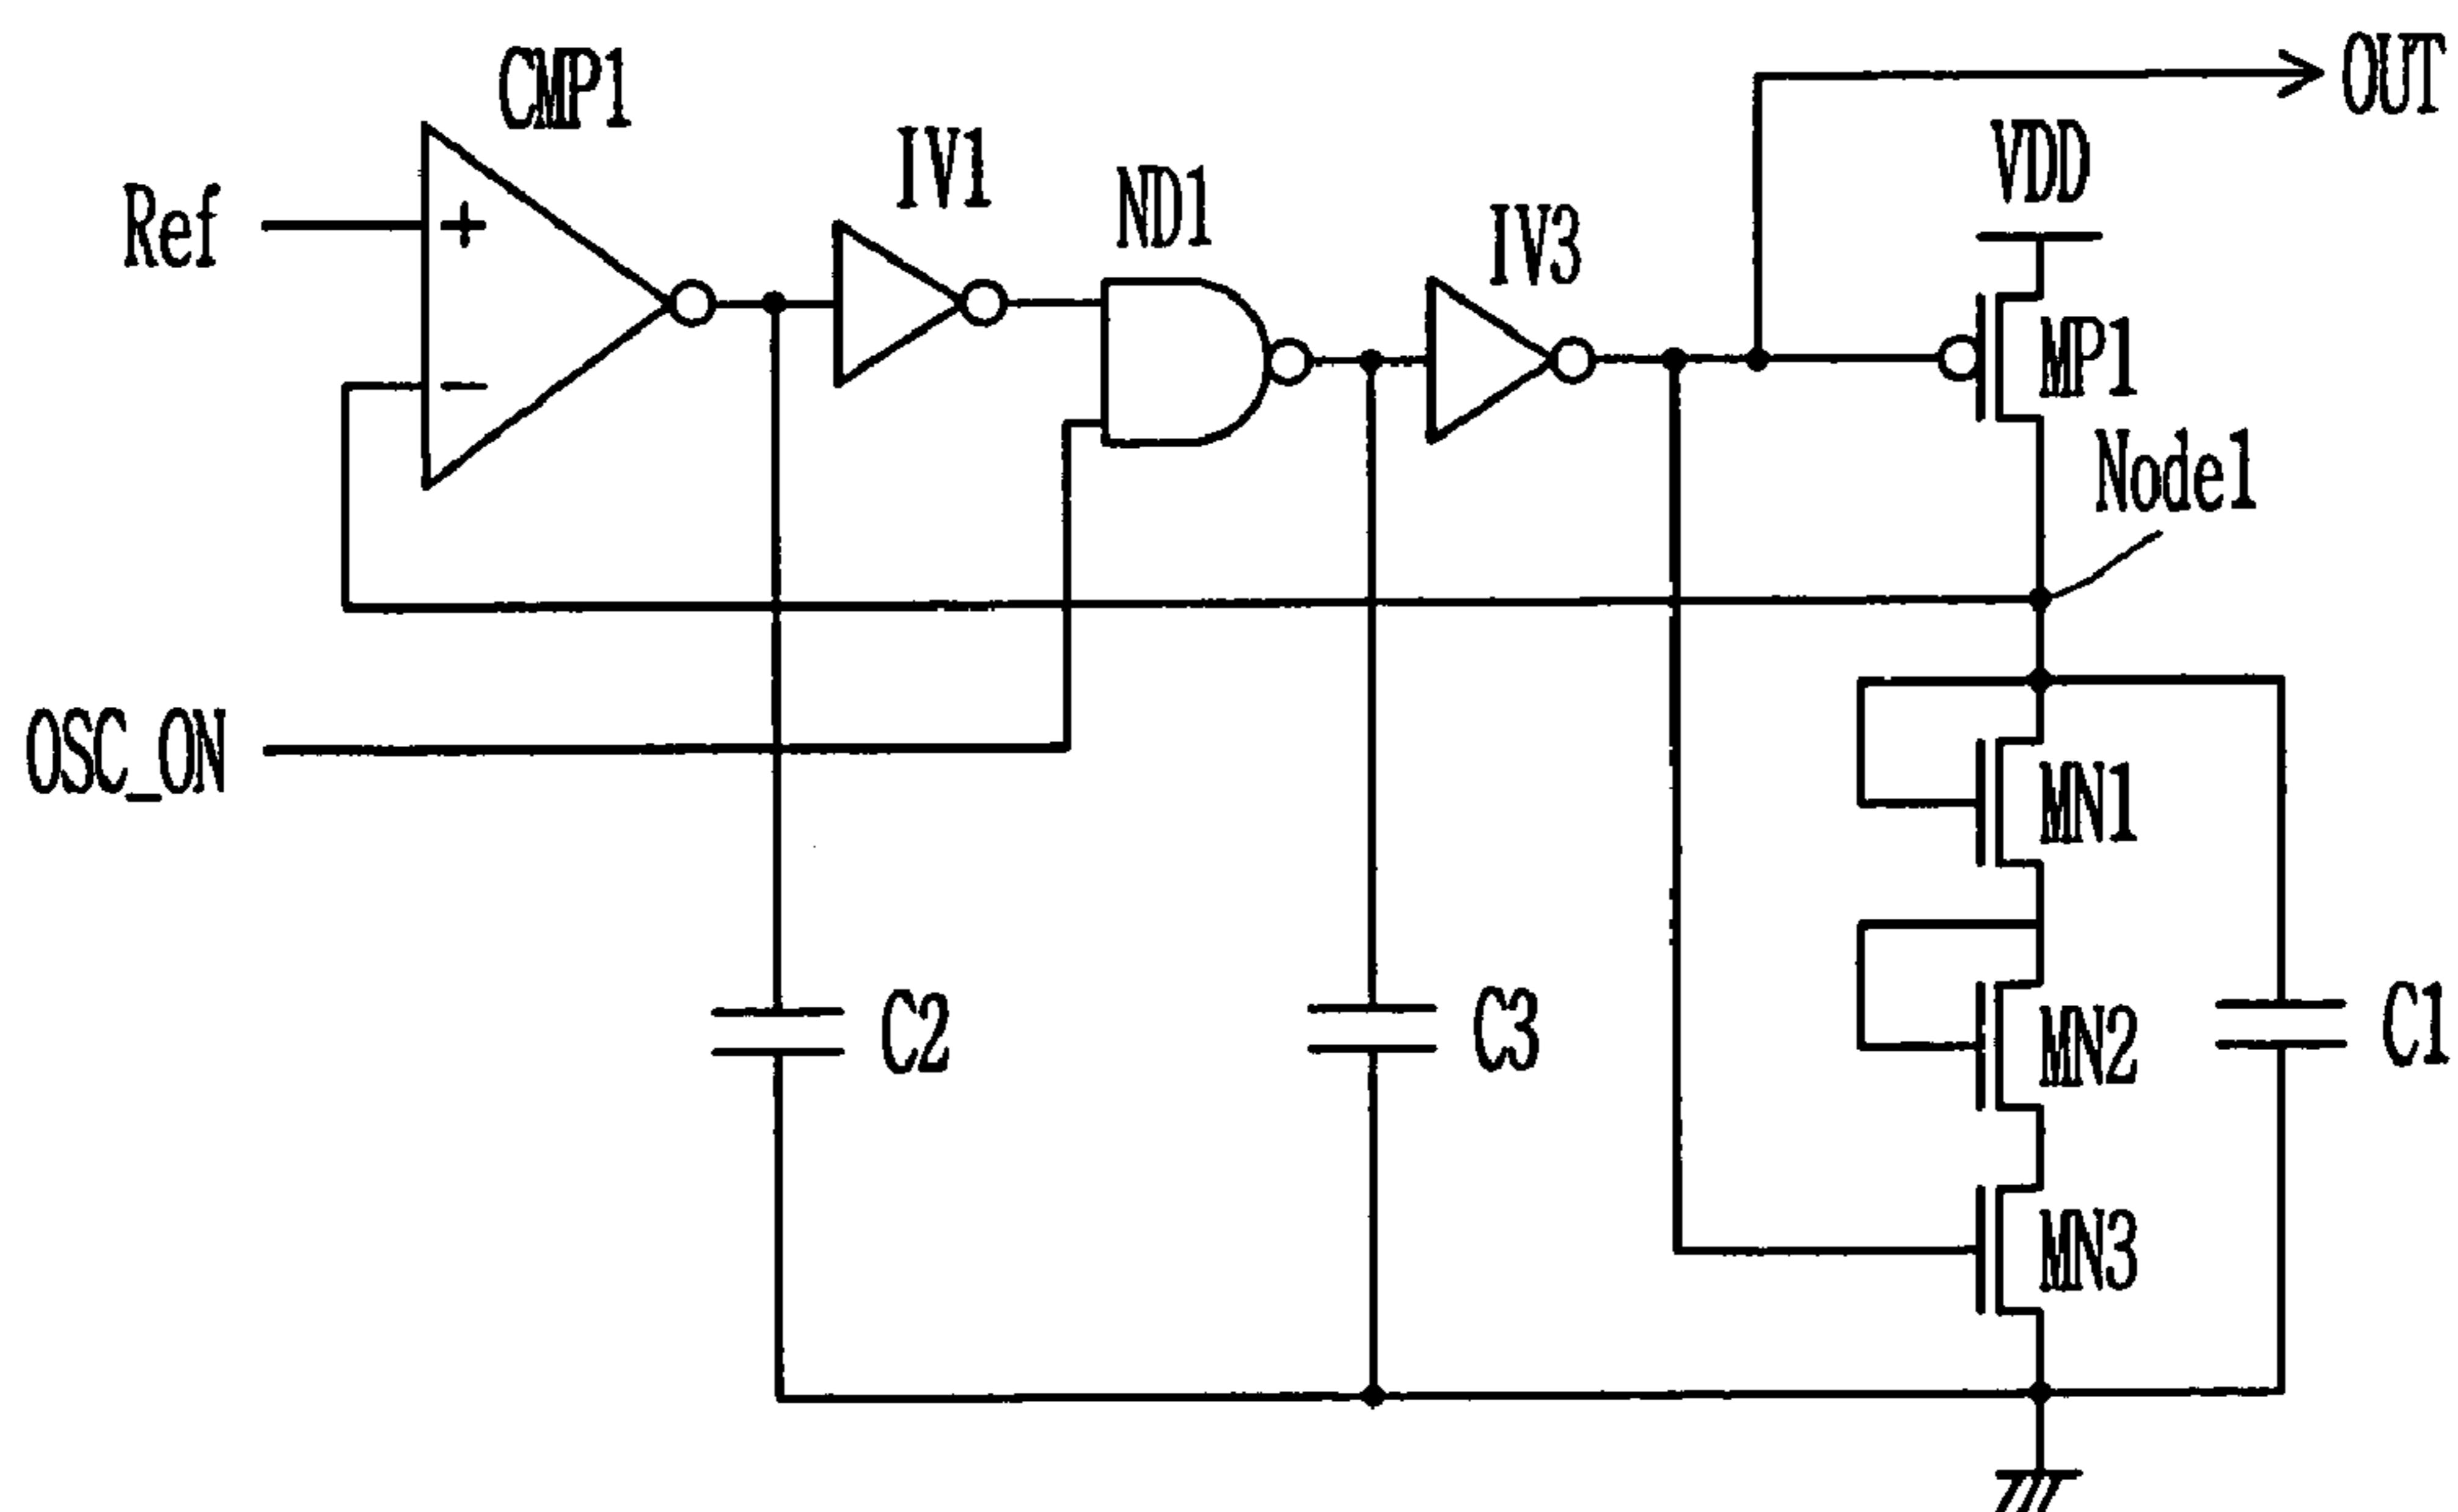 OUT
CMP1
VDD
IV1
ND1
Ref
+
IV3
MP1
−
Node1
OSC_ON
MN1
C2
C3
MN2
C1
MN3